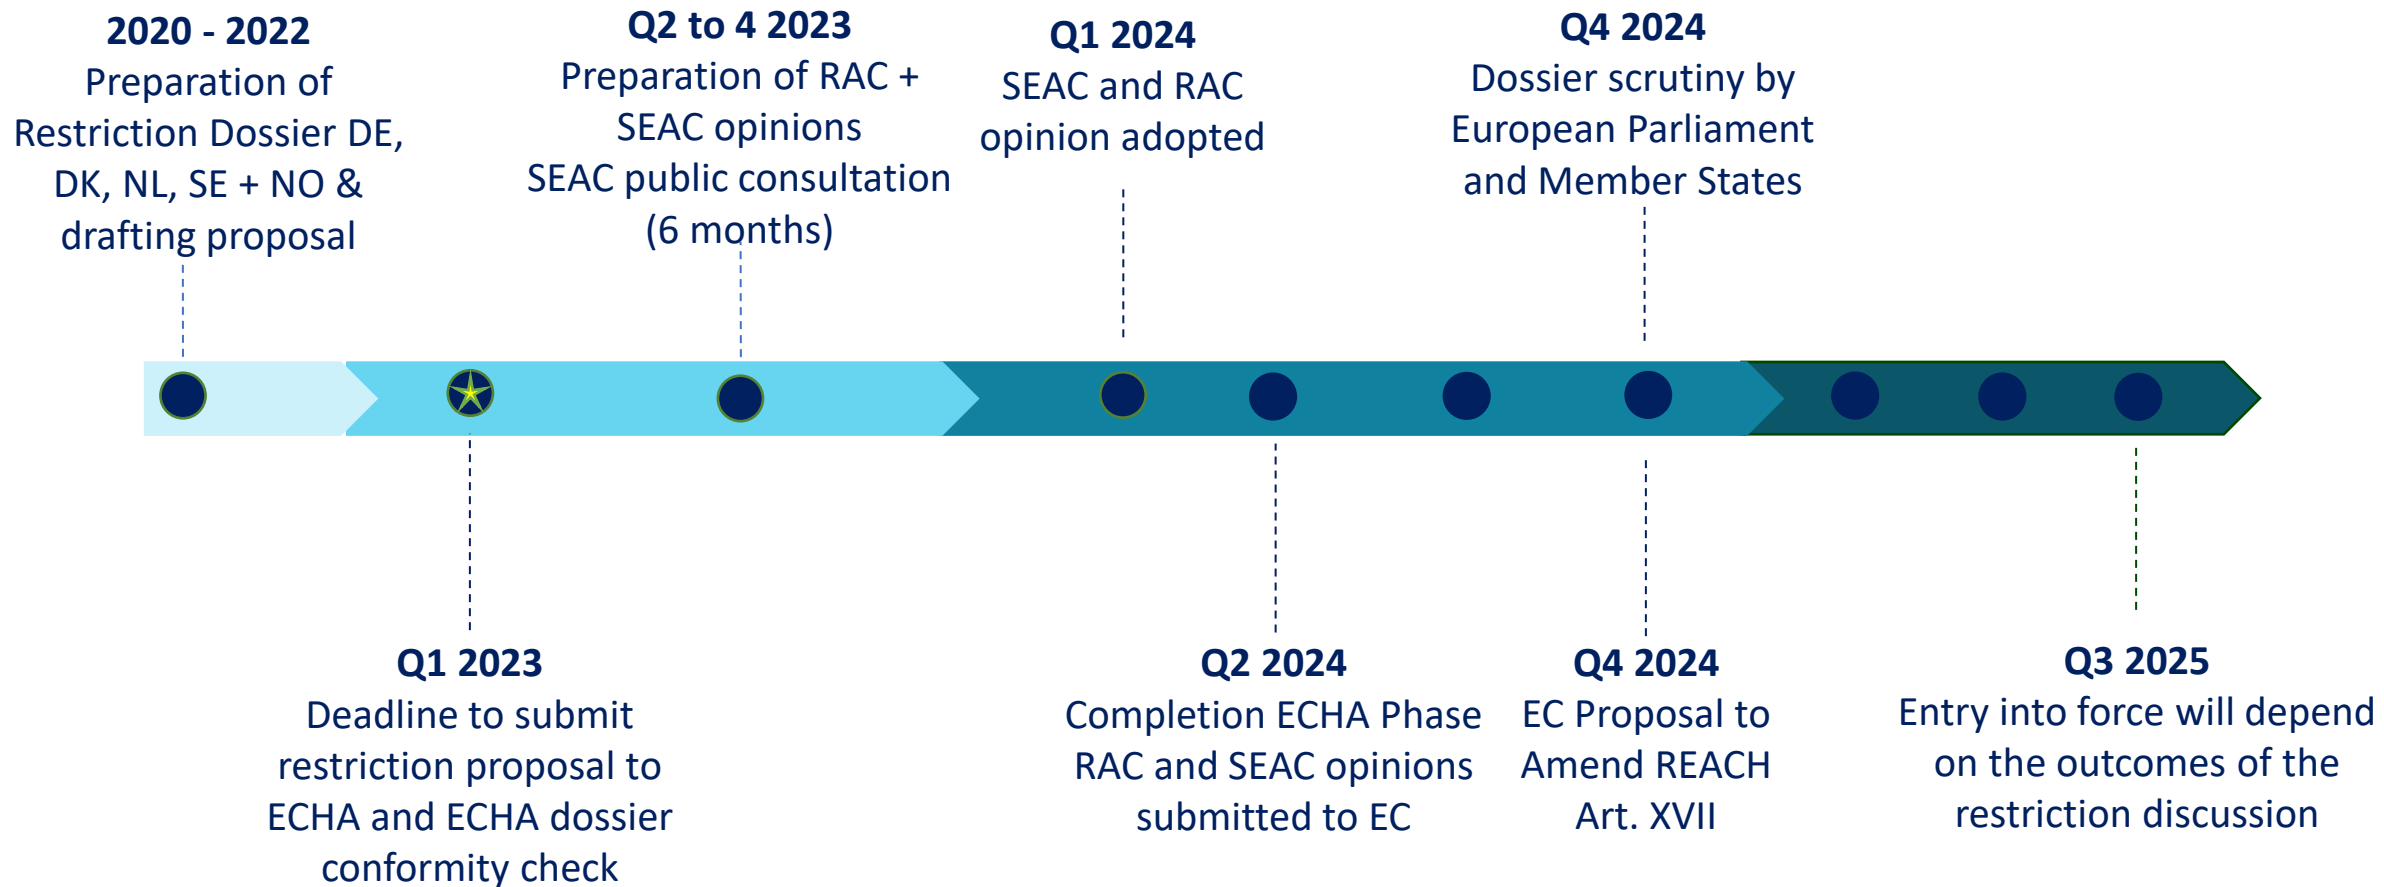 2020 - 2022
Preparation of
Restriction Dossier DE,
DK, NL, SE + NO &
drafting proposal
Q2 to 4 2023
Preparation of RAC +
SEAC opinions
SEAC public consultation
(6 months)
Q1 2024
SEAC and RAC
opinion adopted
Q4 2024
Dossier scrutiny by
European Parliament
and Member States
Q1 2023
Deadline to submit
restriction proposal to
ECHA and ECHA dossier
conformity check
Q2 2024
Completion ECHA Phase
RAC and SEAC opinions
submitted to EC
Q4 2024
EC Proposal to
Amend REACH
Art. XVII
Q3 2025
Entry into force will depend
on the outcomes of the
restriction discussion